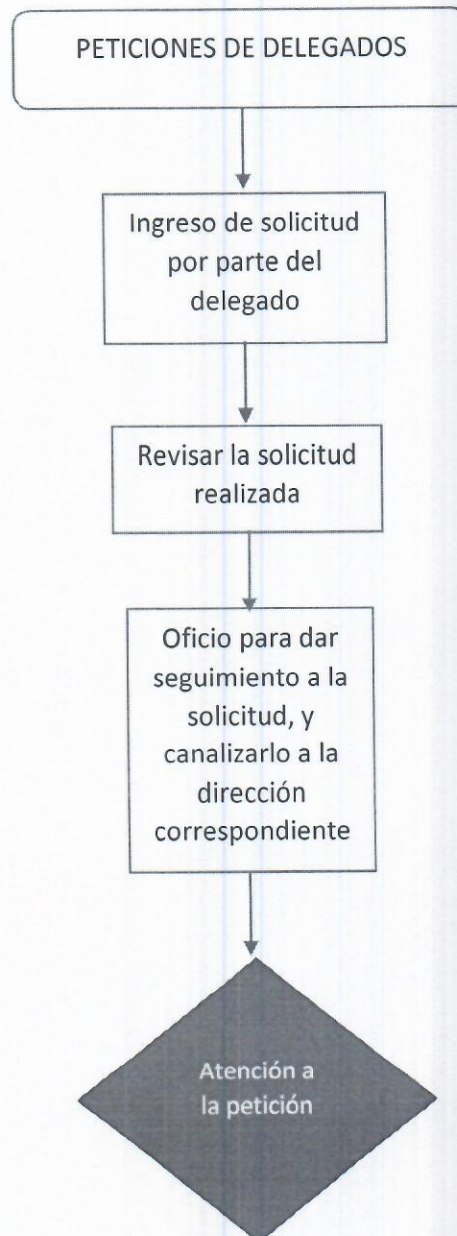 PETICIONES DE DELEGADOS
Ingreso de solicitud
por parte del
delegado
Revisar la solicitud
realizada
Oficio para dar
seguimiento a la
solicitud, y
canalizarlo a la
dirección
correspondiente
Atención a
la petición